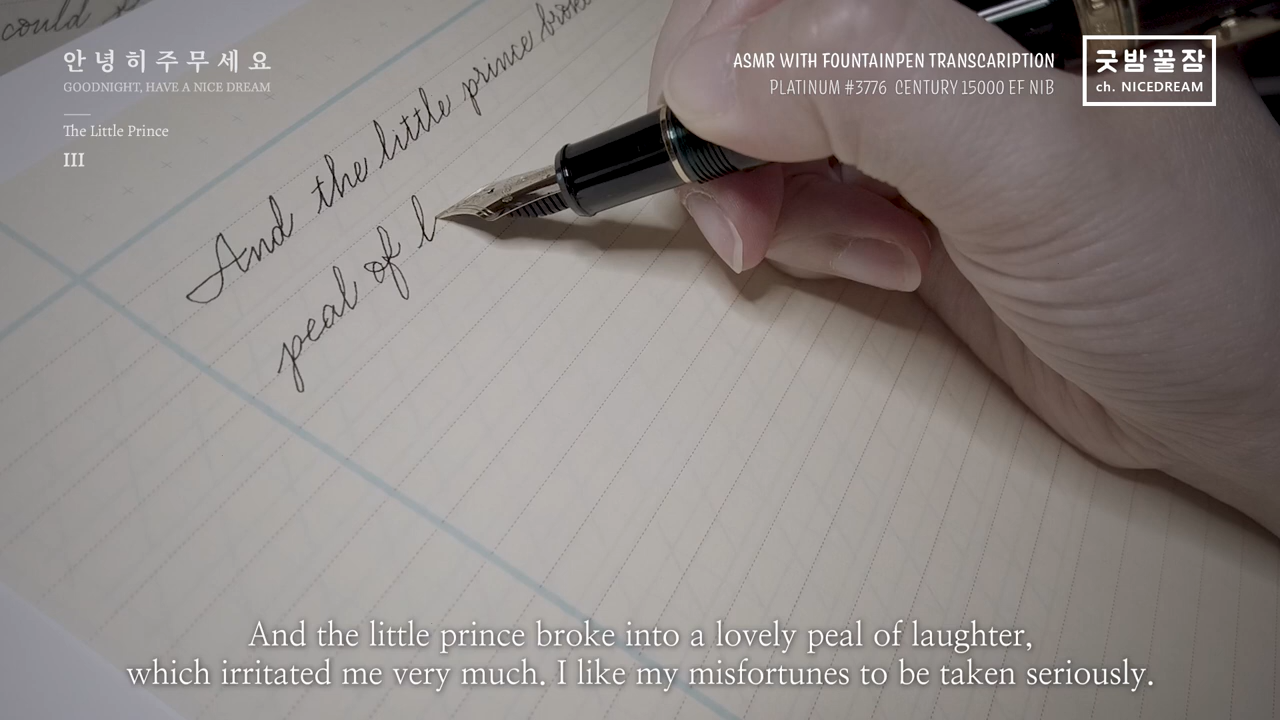 could
안녕히주무세요
GOODNIGHT, HAVE A NICE DREAM
The Little Prince
III
ASMR WITH FOUNTAINPEN TRANSCARIPTION
PLATINUM #3776 CENTURY 15000 EF NIB
굿밤꿀잠
ch. NICEDREAM
And the little prince broke
peal of l
And the little prince broke into a lovely peal of laughter,
which irritated me very much. I like my misfortunes to be taken seriously.